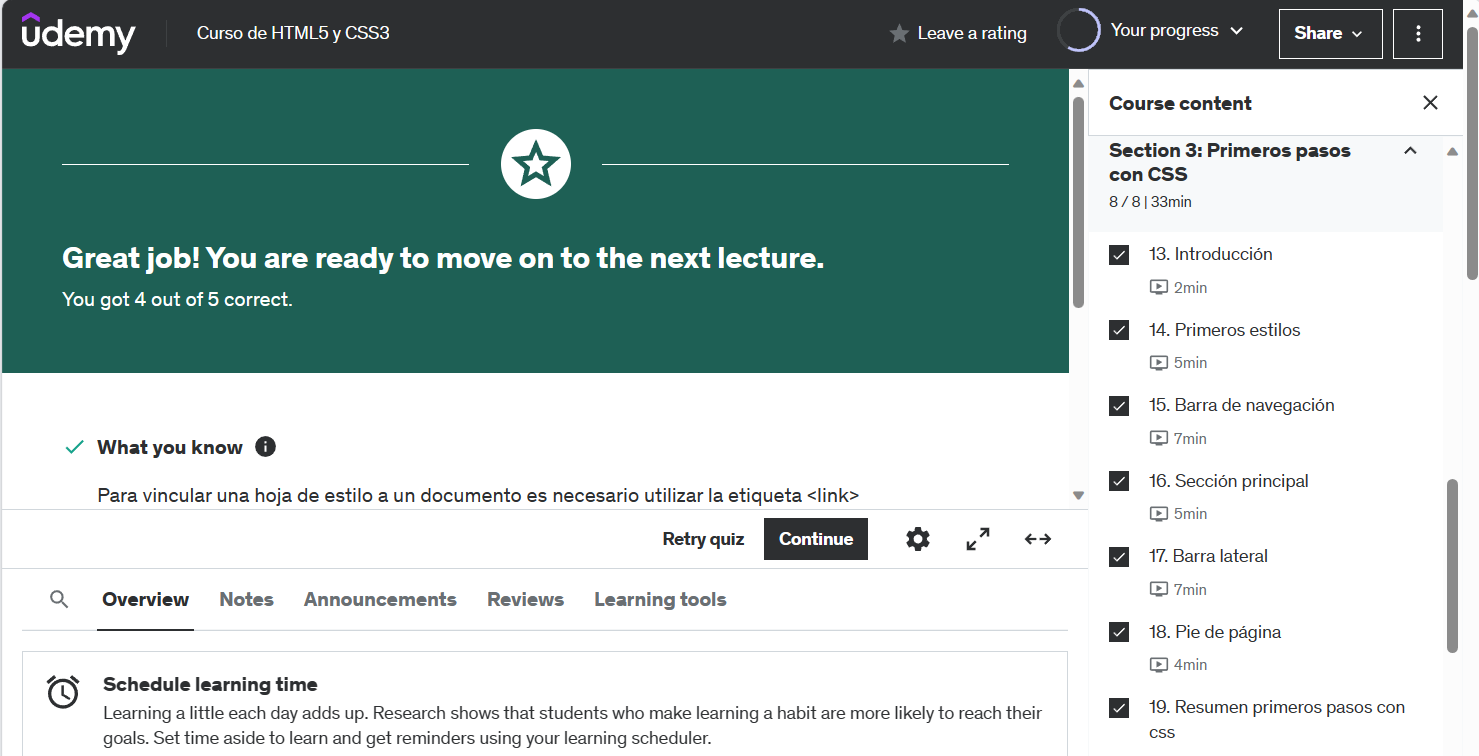 udemy
Curso de HTML5 y CSS3
Leave a rating
Your progress
Share
Great job! You are ready to move on to the next lecture.
You got 4 out of 5 correct.
What you know
Para vincular una hoja de estilo a un documento es necesario utilizar la etiqueta <link>
Retry quiz
Continue
Overview
Notes
Announcements
Reviews
Learning tools
Schedule learning time
Learning a little each day adds up. Research shows that students who make learning a habit are more likely to reach their
goals. Set time aside to learn and get reminders using your learning scheduler.
Course content
Section 3: Primeros pasos
con CSS
8 / 8 | 33min
13. Introducción
2min
14. Primeros estilos
5min
15. Barra de navegación
7min
16. Sección principal
5min
17. Barra lateral
7min
18. Pie de página
4min
19. Resumen primeros pasos con
css